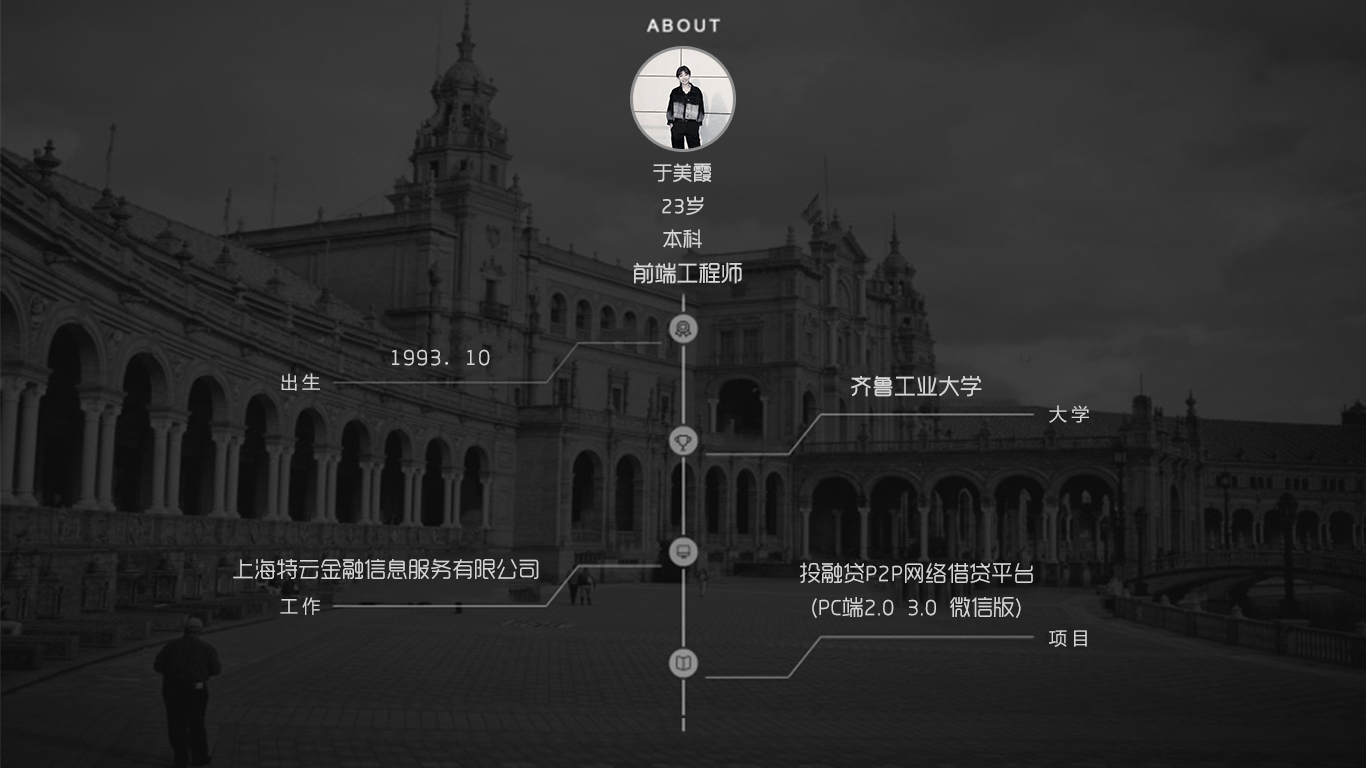 ABOUT
于美霞
23岁
本科
前端工程师
1993. 10
出生
齐鲁工业大学
大学
上海特云金融信息服务有限公司
工作
投融贷P2P网络借贷平台
(PC端2.0 3.0 微信版)
项目